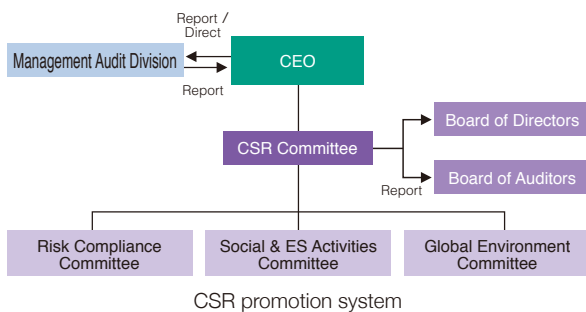 Report /
Direct
Management Audit Division
CEO
Report
CSR Committee
Board of Directors
Report
Board of Auditors
Risk Compliance
Committee
Social & ES Activities
Committee
Global Environment
Committee
CSR promotion system